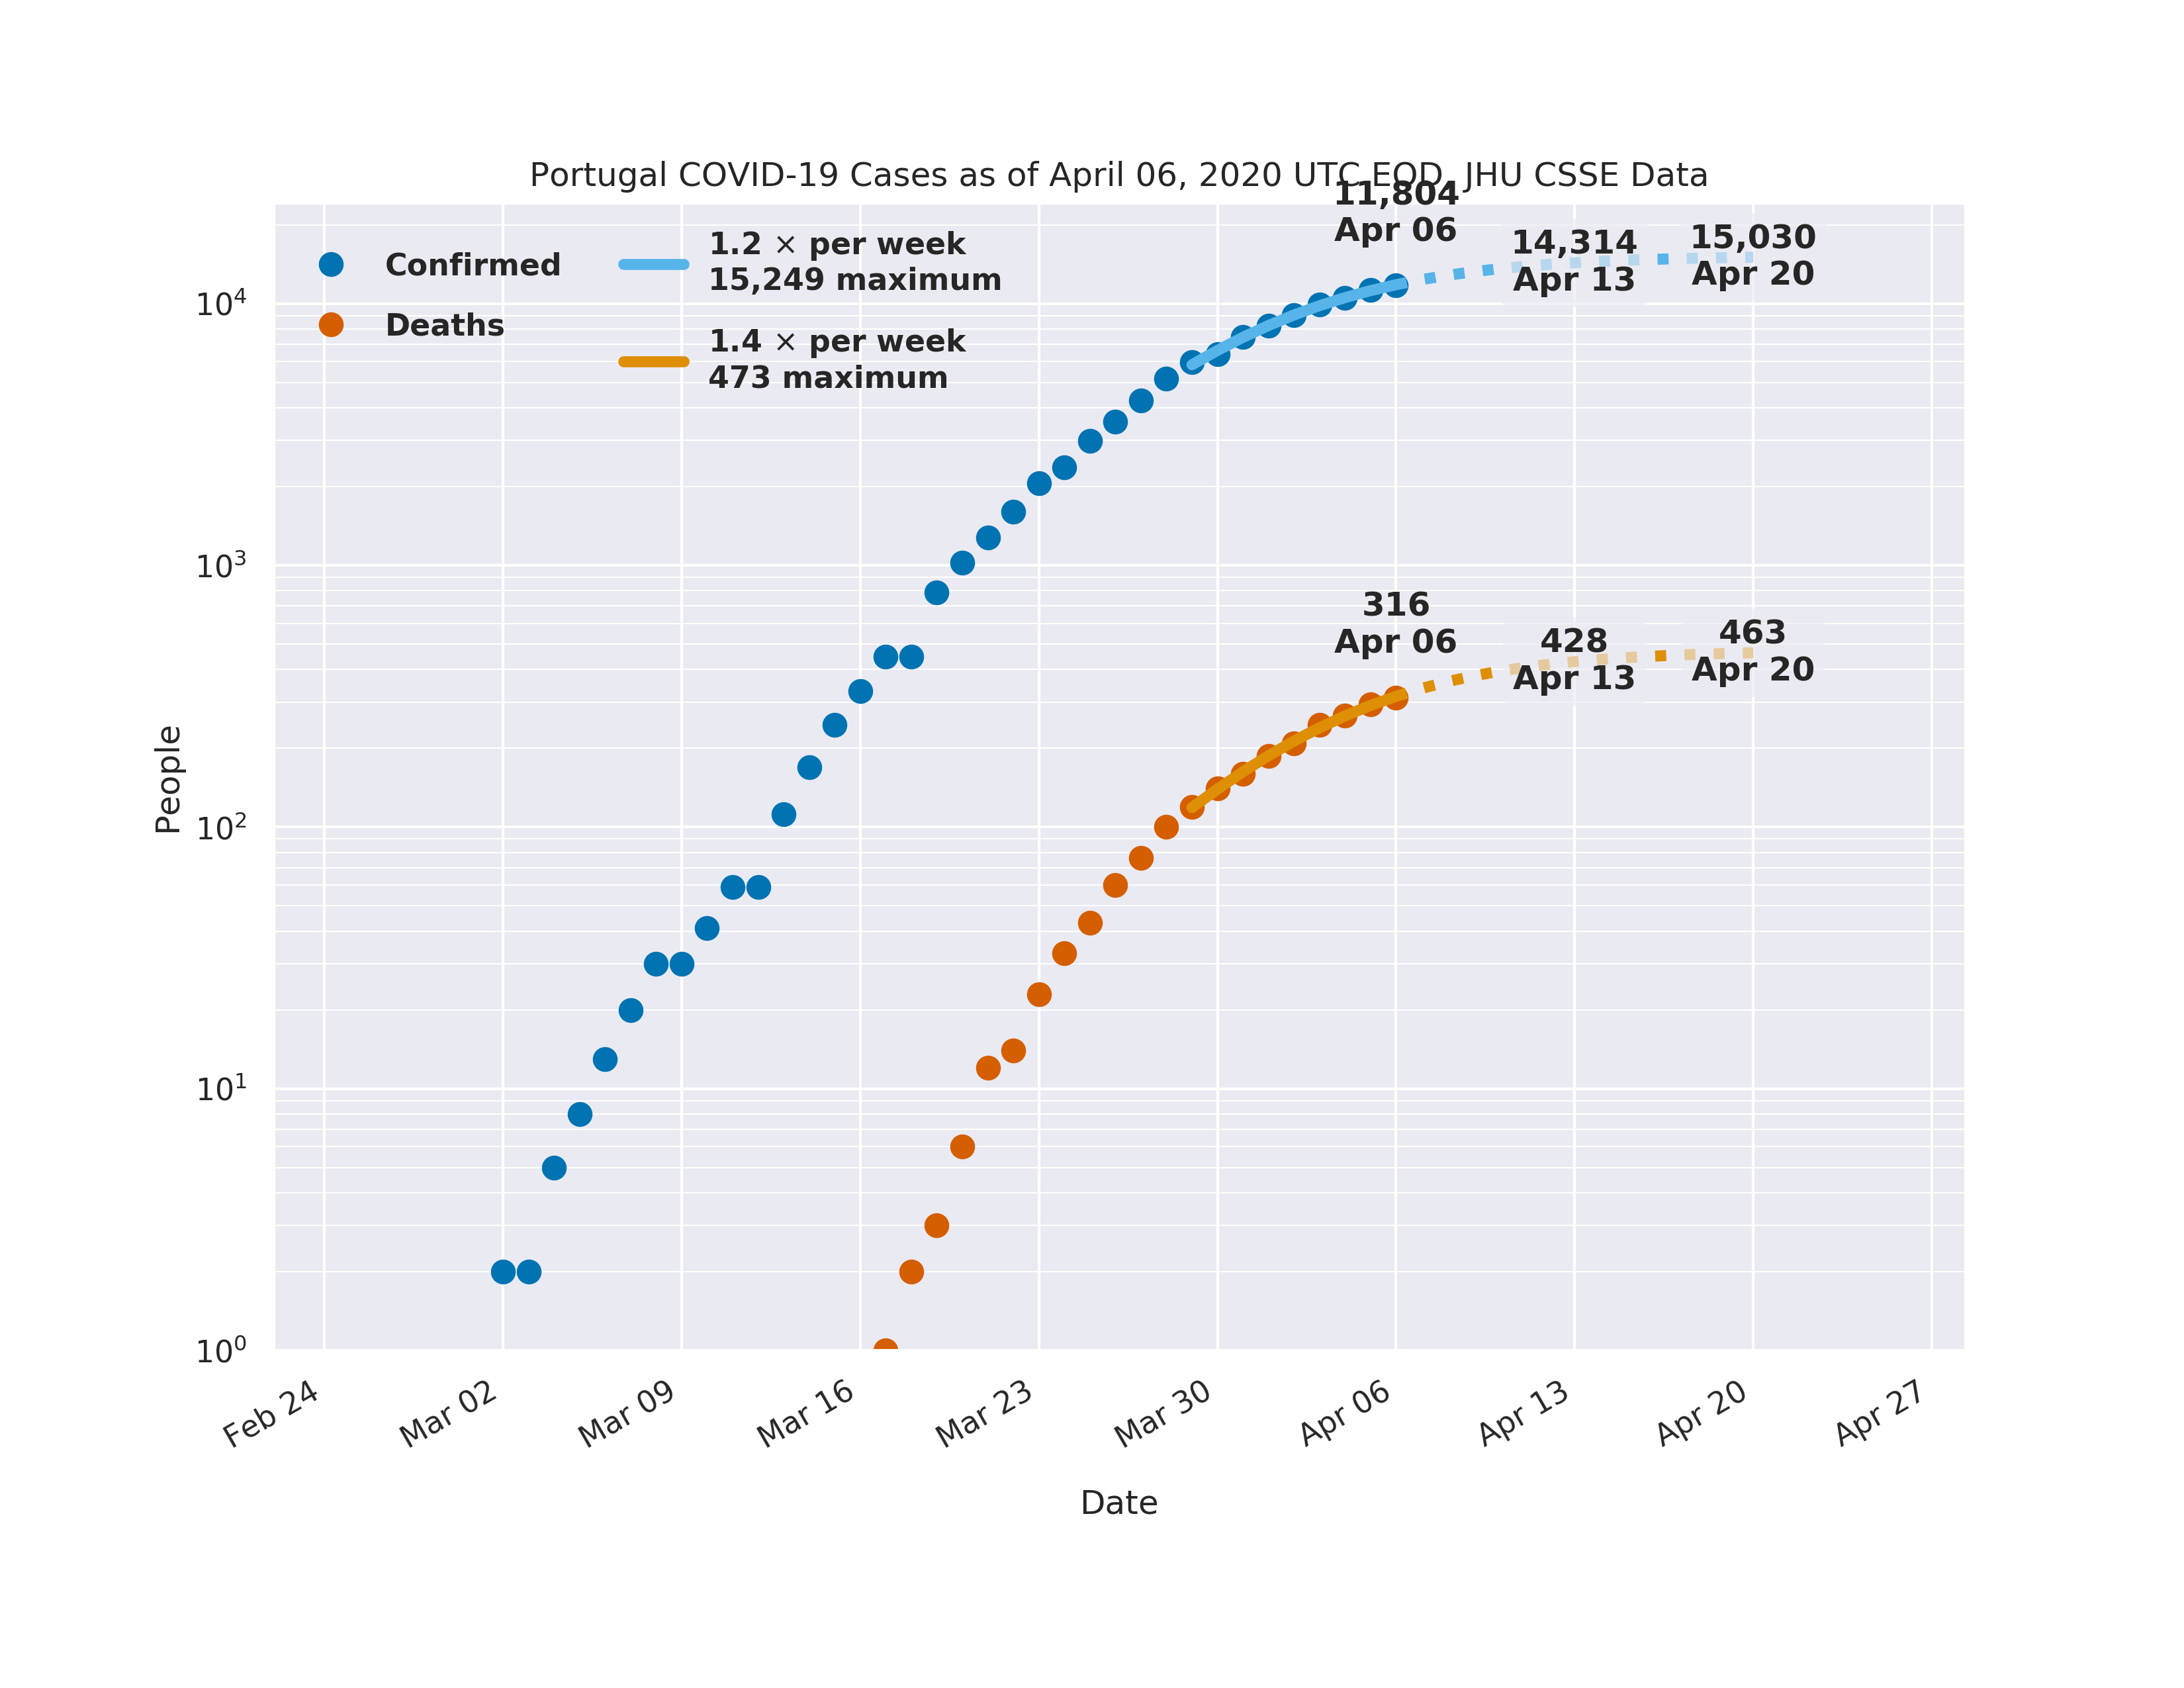 Portugal COVID-19 Cases as of April 06, 2020 UTC EOD, JHU CSSE Data
11,804
Apr 06
14,314
Apr 13
15,030
Apr 20
Confirmed
Deaths
1.2 × per week
15,249 maximum
1.4 × per week
473 maximum
316
Apr 06
428
Apr 13
463
Apr 20
People
10⁴
10³
10²
10¹
10⁰
Feb 24
Mar 02
Mar 09
Mar 16
Mar 23
Mar 30
Apr 06
Apr 13
Apr 20
Apr 27
Date